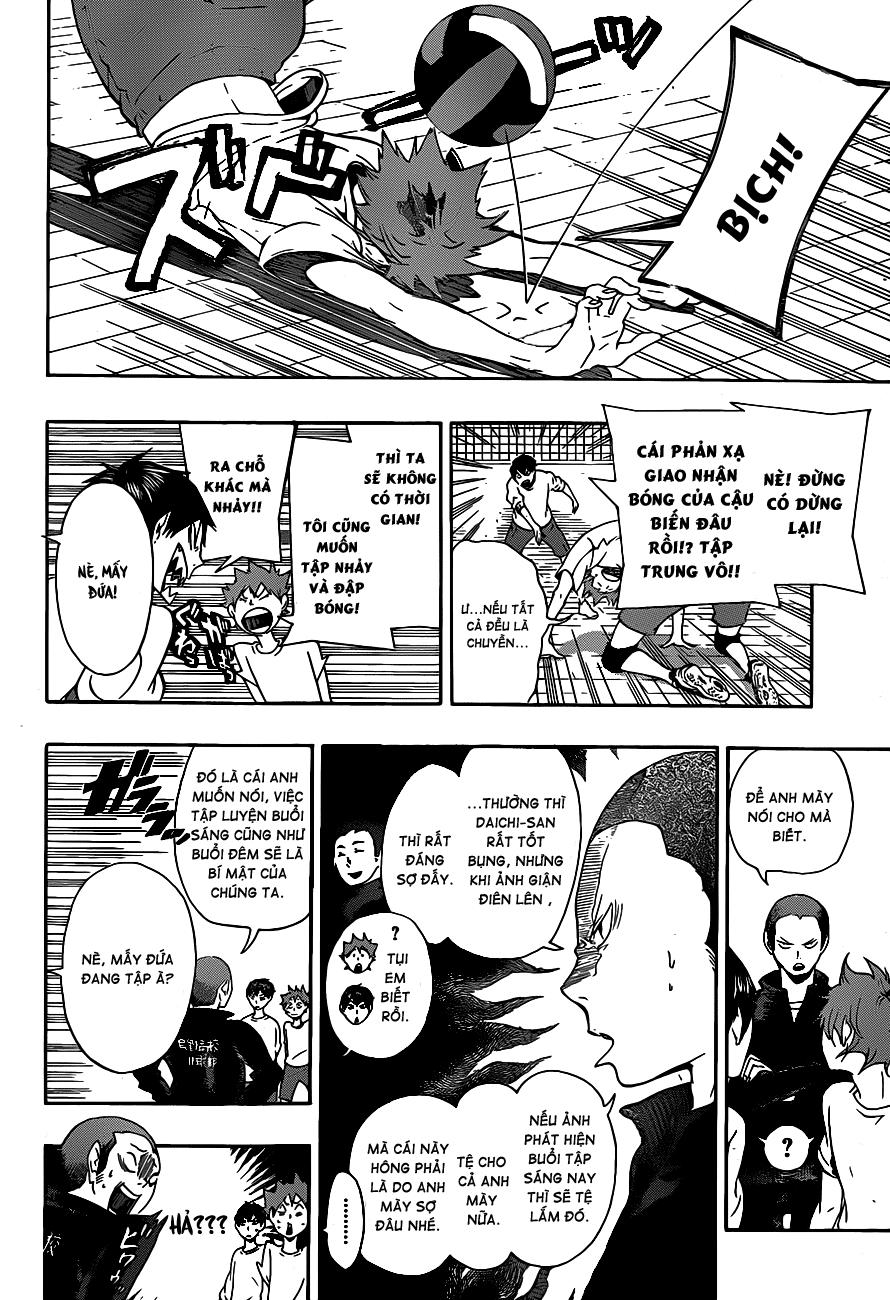 BỊCH!
ズドド
NÈ! ĐỪNG
CÓ DỪNG
LẠI!
CÁI PHẢN XẠ
GIAO NHẬN
BÓNG CỦA CẬU
BIẾN ĐÂU
RỒI!? TẬP
TRUNG VÔ!!
Ư...NẾU TẤT
CẢ ĐỀU LÀ
CHUYỀN...
THÌ TA
SẼ KHÔNG
CÓ THỜI
GIAN!
TÔI CŨNG
MUỐN
TẬP NHẢY
VÀ ĐẬP
BÓNG!
RA CHỖ
KHÁC MÀ
NHẢY!!
NÈ, MẤY
ĐỨA!
ĐỂ ANH MÀY
NÓI CHO MÀ
BIẾT.
?
...THƯỜNG THÌ
DAICHI-SAN
RẤT TỐT
BỤNG, NHƯNG
KHI ẢNH GIẬN
ĐIÊN LÊN ,
THÌ RẤT
ĐÁNG
SỢ ĐẤY.
?
TỤI
EM
BIẾT
RỒI.
NẾU ẢNH
PHÁT HIỆN
BUỔI TẬP
SÁNG NAY
THÌ SẼ TỆ
LẮM ĐÓ.
TỆ CHO
CẢ ANH
MÀY
NỮA.
MÀ CÁI NÀY
HÔNG PHẢI
LÀ DO ANH
MÀY SỢ
ĐÂU NHÉ.
.........
ĐÓ LÀ CÁI ANH
MUỐN NÓI, VIỆC
TẬP LUYỆN BUỔI
SÁNG CŨNG NHƯ
BUỔI ĐÊM SẼ LÀ
BÍ MẬT CỦA
CHÚNG TA.
ガララッ
NÈ, MẤY ĐỨA
ĐANG TẬP À?
HẢ???